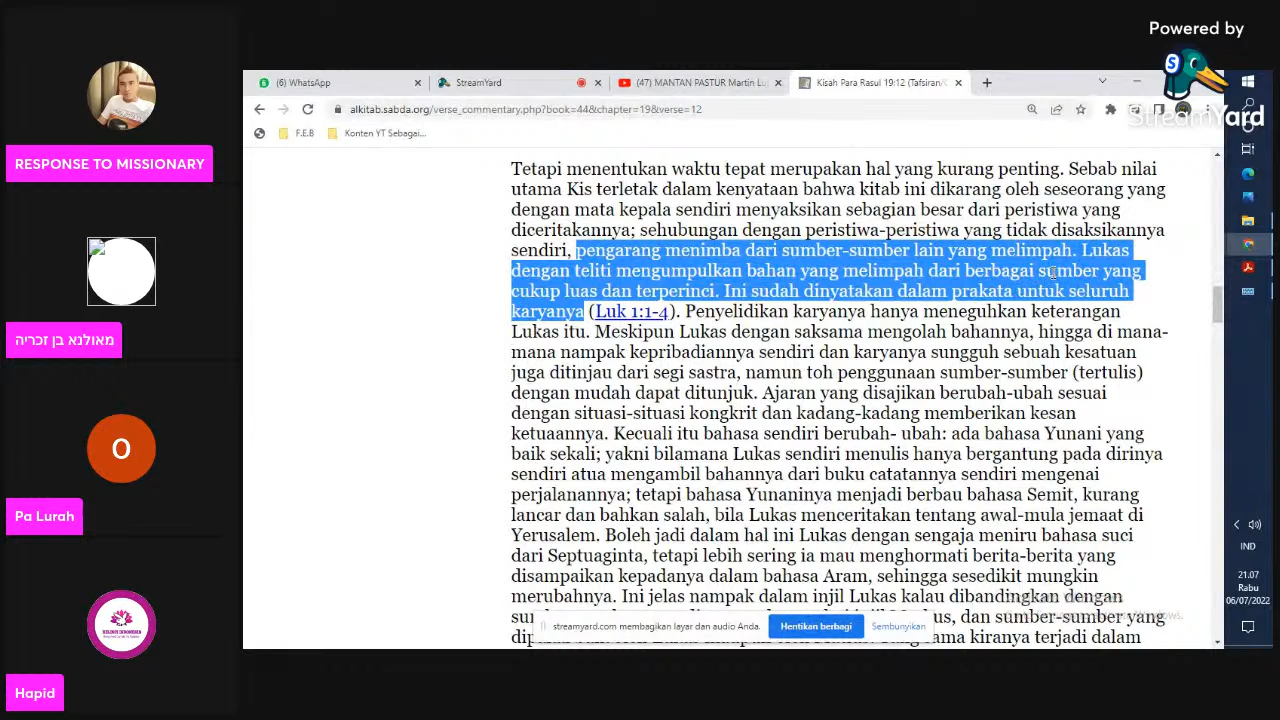 Powered by
StreamYard
RESPONSE TO MISSIONARY
מאולנא בן זכריה
O
Pa Lurah
Hapid
(6) WhatsApp
StreamYard
(47) MANTAN PASTUR Martin Lu
Kisah Para Rasul 19:12 (Tafsiran/C
alkitab.sabda.org/verse_commentary.php?book=44&chapter=19&verse=12
F.E.B
Konten YT Sebagai...
Tetapi menentukan waktu tepat merupakan hal yang kurang penting. Sebab nilai
utama Kis terletak dalam kenyataan bahwa kitab ini dikarang oleh seseorang yang
dengan mata kepala sendiri menyaksikan sebagian besar dari peristiwa yang
diceritakannya; sehubungan dengan peristiwa-peristiwa yang tidak disaksikannya
sendiri, pengarang menimba dari sumber-sumber lain yang melimpah. Lukas
dengan teliti mengumpulkan bahan yang melimpah dari berbagai sumber yang
cukup luas dan terperinci. Ini sudah dinyatakan dalam prakata untuk seluruh
karyanya (Luk 1:1-4). Penyelidikan karyanya hanya meneguhkan keterangan
Lukas itu. Meskipun Lukas dengan saksama mengolah bahannya, hingga di mana-
mana nampak kepribadiannya sendiri dan karyanya sungguh sebuah kesatuan
juga ditinjau dari segi sastra, namun toh penggunaan sumber-sumber (tertulis)
dengan mudah dapat ditunjuk. Ajaran yang disajikan berubah-ubah sesuai
dengan situasi-situasi kongkrit dan kadang-kadang memberikan kesan
ketuaannya. Kecuali itu bahasa sendiri berubah- ubah: ada bahasa Yunani yang
baik sekali; yakni bilamana Lukas sendiri menulis hanya bergantung pada dirinya
sendiri atua mengambil bahannya dari buku catatannya sendiri mengenai
perjalanannya; tetapi bahasa Yunaninya menjadi berbau bahasa Semit, kurang
lancar dan bahkan salah, bila Lukas menceritakan tentang awal-mula jemaat di
Yerusalem. Boleh jadi dalam hal ini Lukas dengan sengaja meniru bahasa suci
dari Septuaginta, tetapi lebih sering ia mau menghormati berita-berita yang
disampaikan kepadanya dalam bahasa Aram, sehingga sesedikit mungkin
merubahnya. Ini jelas nampak dalam injil Lukas kalau dibandingkan dengan
dan sumber-sumber yang
kiranya terjadi dalam
streamyard.com membagikan layar dan audio Anda.
Hentikan berbagi
Sembunyikan
IND
21.07
Rabu
06/07/2022